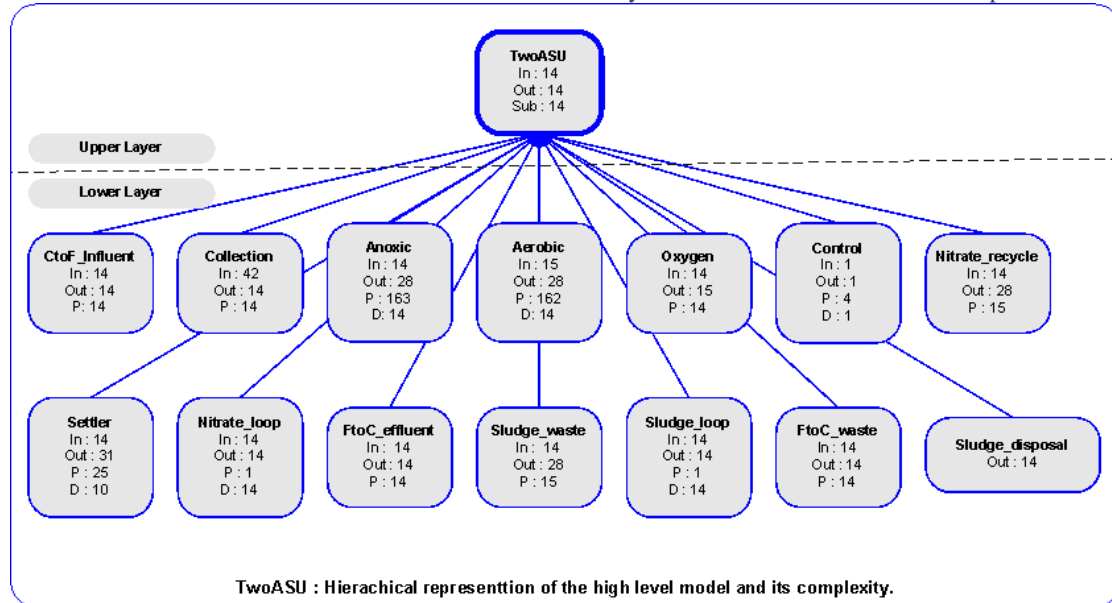 TwoASU
In : 14
Out : 14
Sub : 14
Upper Layer
Lower Layer
CtoF_Influent
In : 14
Out : 14
P: 14
Collection
In : 42
Out : 14
P : 14
Anoxic
In : 14
Out : 28
P : 163
D: 14
Aerobic
In : 15
Out : 28
P : 162
D : 14
Oxygen
In : 14
Out : 15
P : 14
Control
In : 1
Out : 1
P : 4
D : 1
Nitrate_recycle
In : 14
Out : 28
P : 15
Settler
In : 14
Out : 31
P : 25
D : 10
Nitrate_loop
In : 14
Out : 14
P : 1
D : 14
FtoC_effluent
In : 14
Out : 14
P : 14
Sludge_waste
In : 14
Out : 28
P : 15
Sludge_loop
In : 14
Out : 14
P : 1
D : 14
FtoC_waste
In : 14
Out : 14
P : 14
Sludge_disposal
Out : 14
TwoASU : Hierachical representtion of the high level model and its complexity.